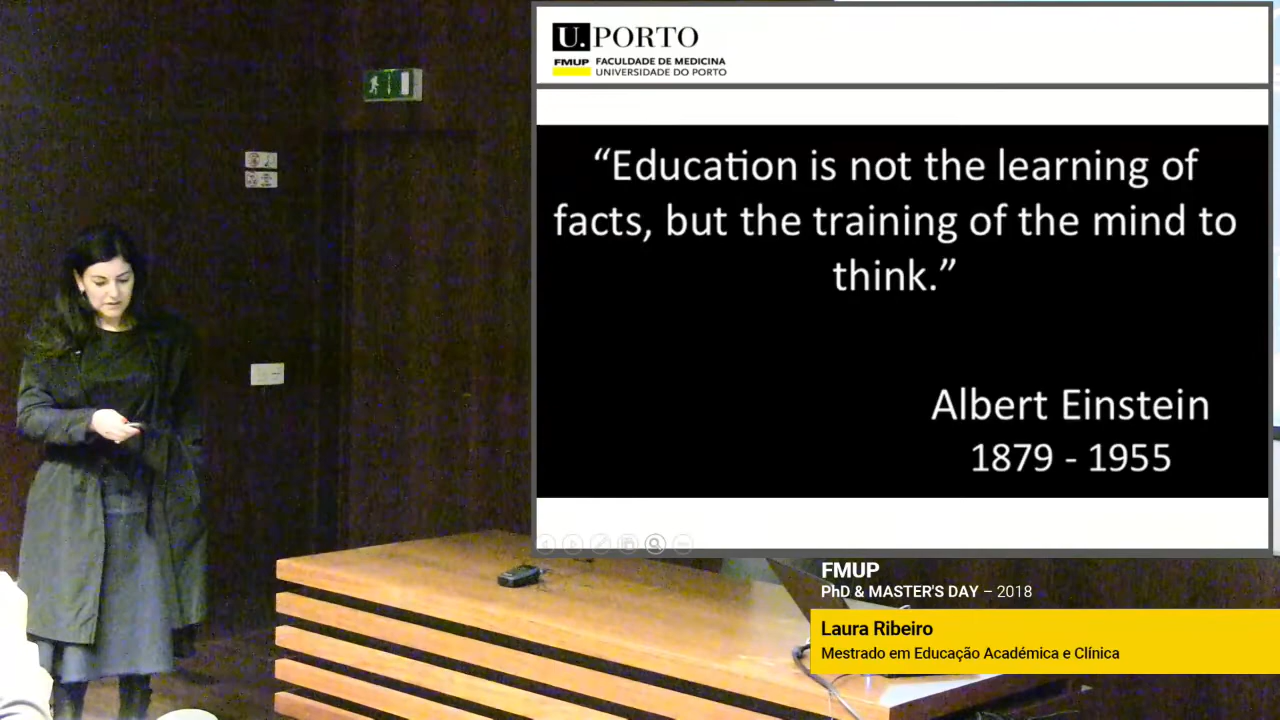 U. PORTO
FMUP FACULDADE DE MEDICINA
UNIVERSIDADE DO PORTO
“Education is not the learning of
facts, but the training of the mind to
think.”
Albert Einstein
1879 - 1955
FMUP
PhD & MASTER'S DAY – 2018
Laura Ribeiro
Mestrado em Educação Académica e Clínica